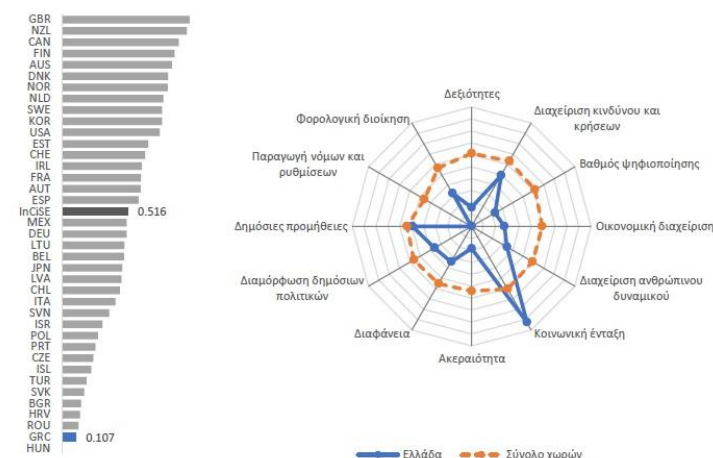 GBR
NZL
CAN
FIN
AUS
DNK
NOR
NLD
SWE
KOR
USA
EST
CHE
IRL
FRA
AUT
ESP
InCiSE 0.516
MEX
DEU
LTU
BEL
JPN
LVA
CHL
ITA
SVN
ISR
POL
PRT
CZE
ISL
TUR
SVK
BGR
HRV
ROU
GRC 0.107
HUN
Δεξιότητες
Διαχείριση κινδύνου και
κρήσεων
Βαθμός ψηφιοποίησης
Οικονομική διαχείριση
Διαχείριση ανθρώπινου
δυναμικού
Κοινωνική ένταξη
Ακεραιότητα
Διαφάνεια
Διαμόρφωση δημόσιων
πολιτικών
Δημόσιες προμήθειες
Παραγωγή νόμων και
ρυθμίσεων
Φορολογική διοίκηση
Ελλάδα
Σύνολο χωρών